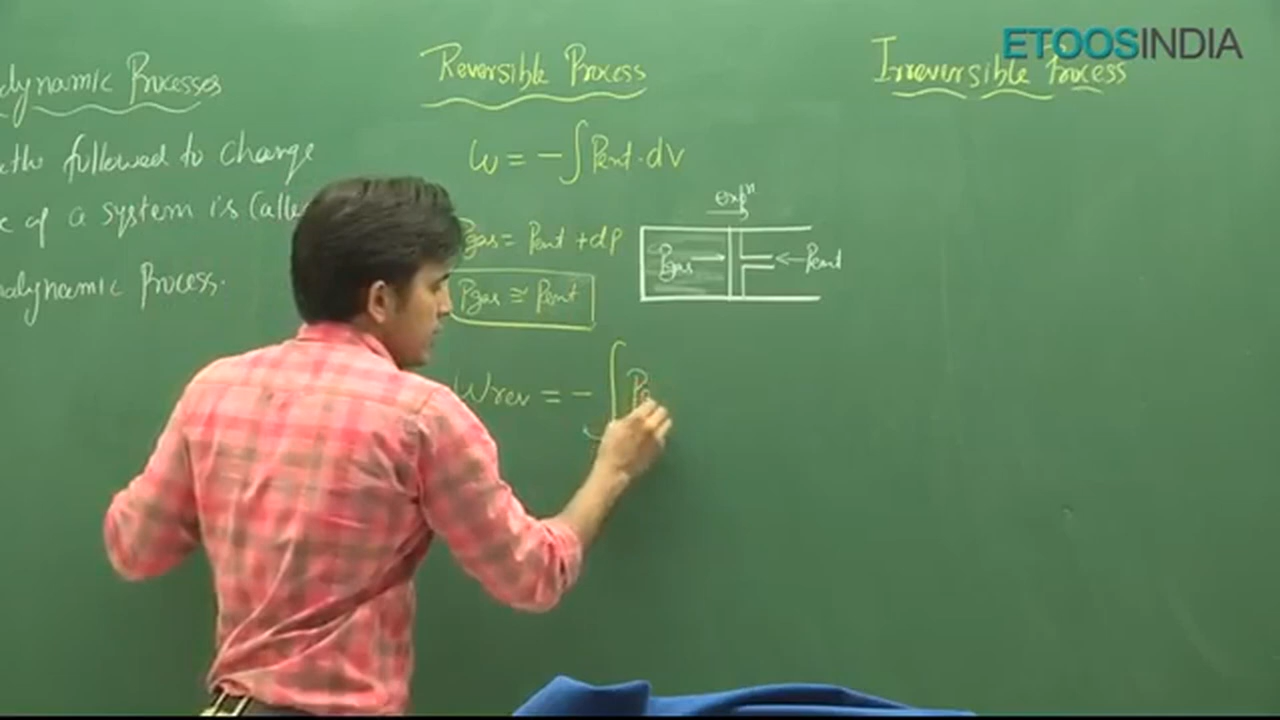 dynamic Processes
followed to change
of a system is Calle
dynamic Process.
Reversible Process
W = -∫Pext.dV
Pgas = Pext + dp
Pgas ≅ Pext
Wrev = -∫P
expⁿ
Pgas
Pext
Irreversible Process
ETOOSINDIA